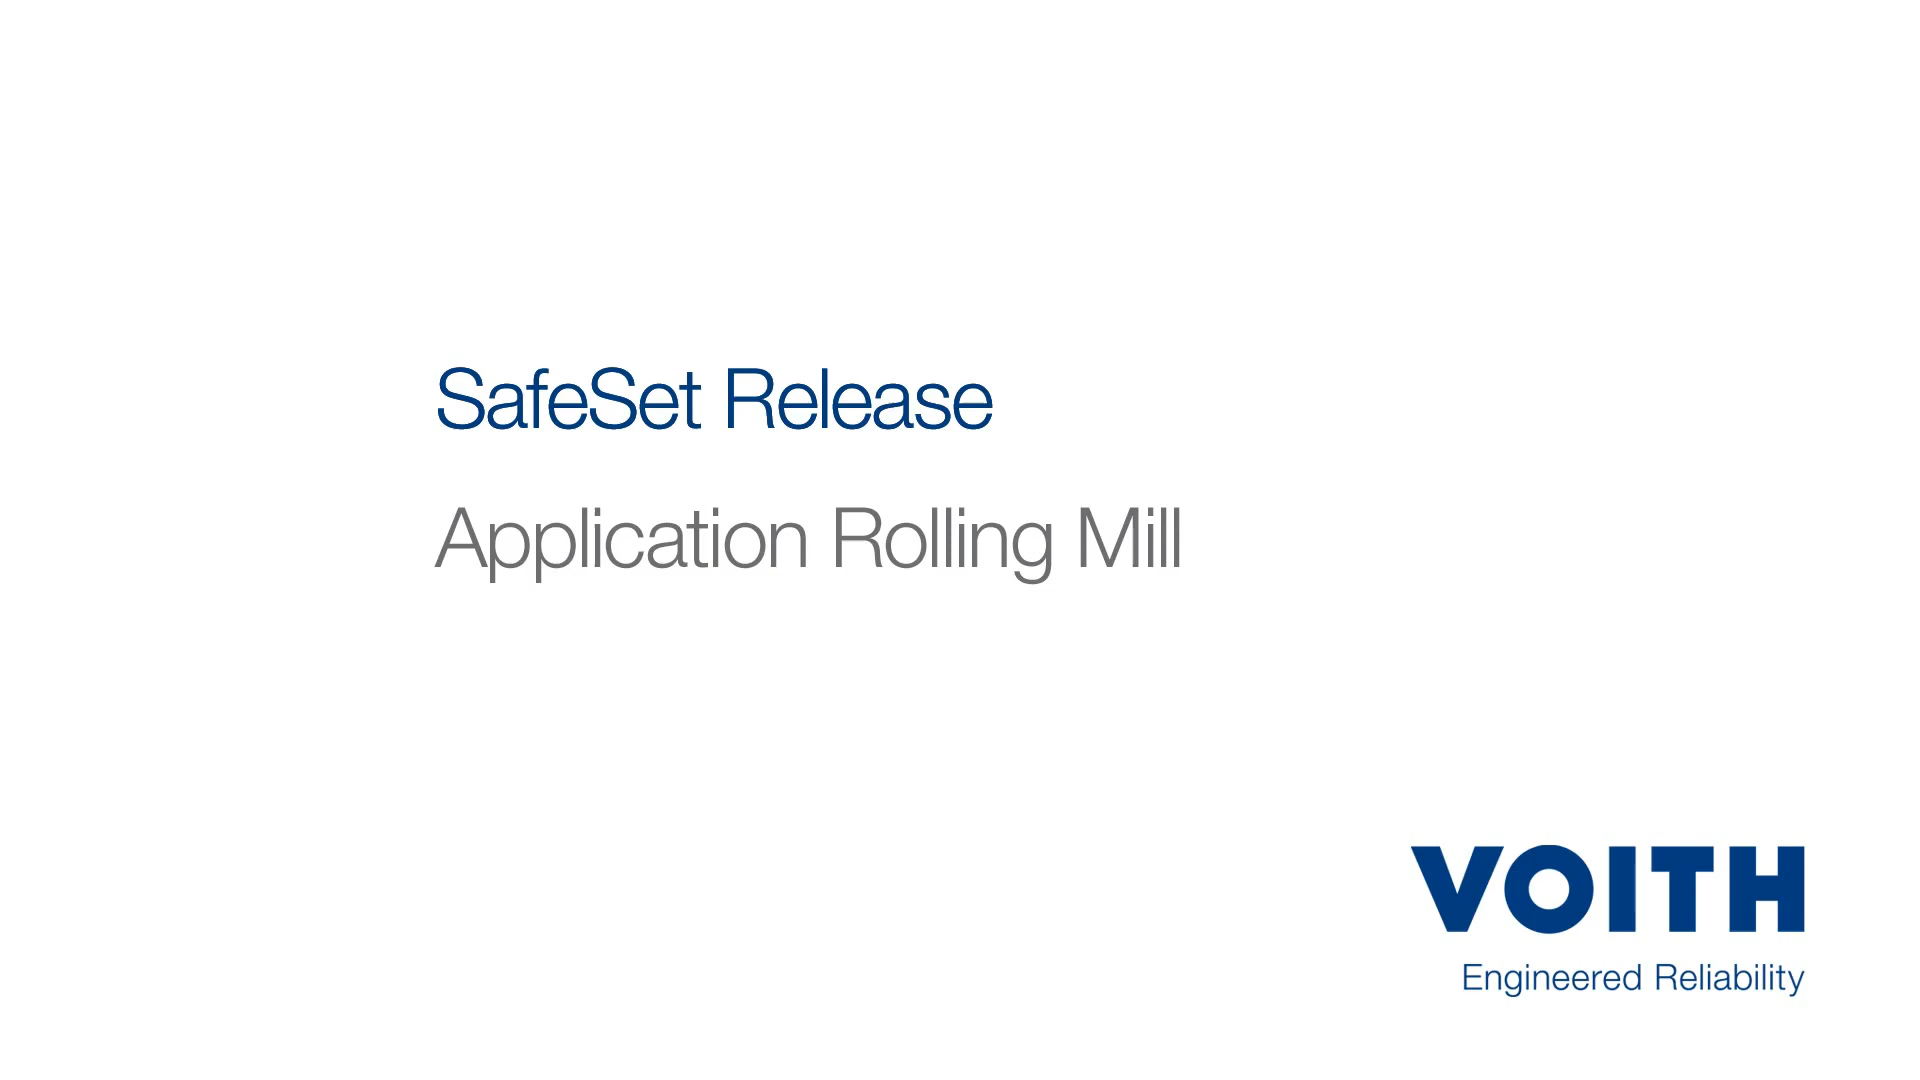 SafeSet Release
Application Rolling Mill
VOITH
Engineered Reliability